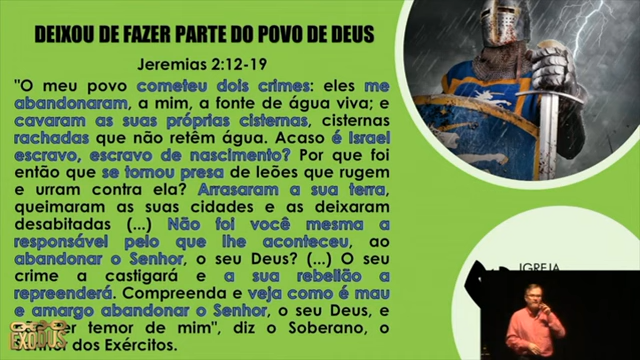 DEIXOU DE FAZER PARTE DO POVO DE DEUS
Jeremias 2:12-19
"O meu povo cometeu dois crimes: eles me
abandonaram, a mim, a fonte de água viva; e
cavaram as suas próprias cisternas, cisternas
rachadas que não retêm água. Acaso é Israel
escravo, escravo de nascimento? Por que foi
então que se tornou presa de leões que rugem
e urram contra ela? Arrasaram a sua terra,
queimaram as suas cidades e as deixaram
desabitadas (...) Não foi você mesma a
responsável pelo que lhe aconteceu, ao
abandonar o Senhor, o seu Deus? (...) O seu
crime a castigará e a sua rebelião a
repreenderá. Compreenda e veja como é mau
e amargo abandonar o Senhor, o seu Deus, e
temor de mim", diz o Soberano, o
dos Exércitos.
IGREJA
EXODUS